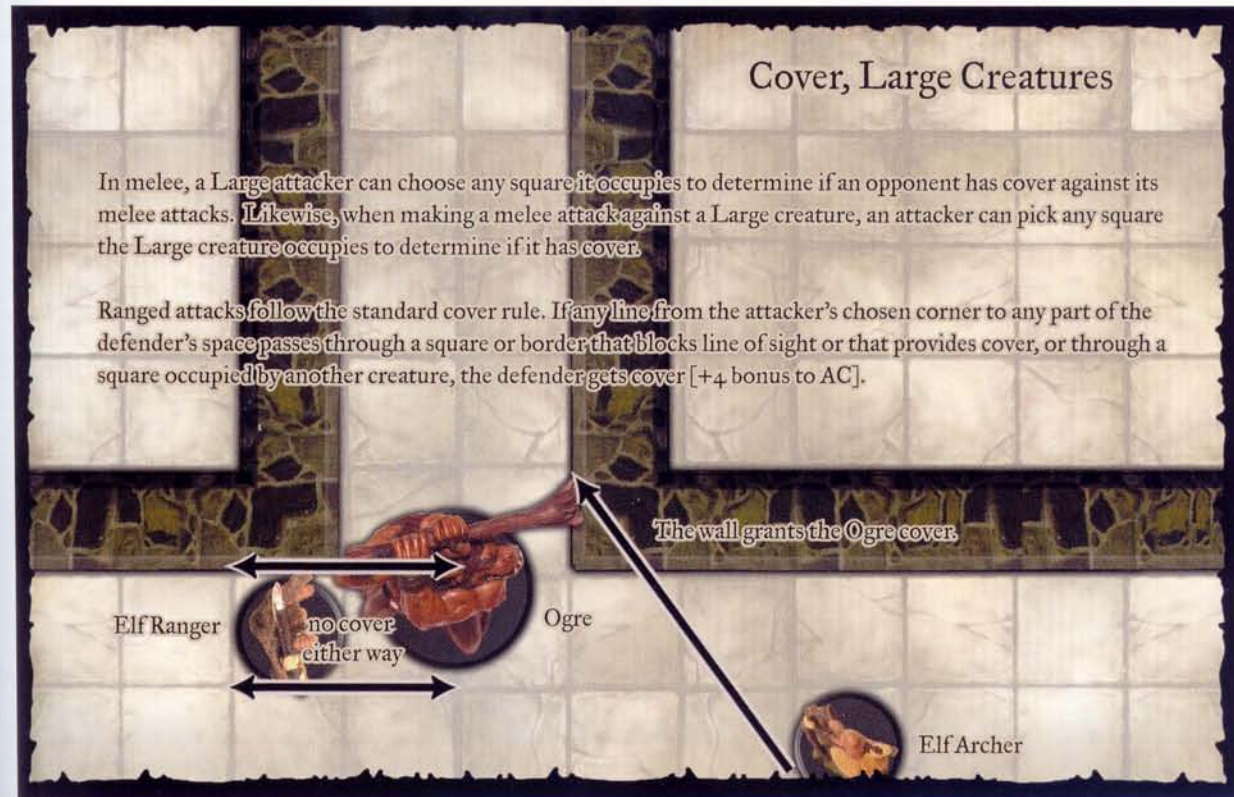 Cover, Large Creatures
In melee, a Large attacker can choose any square it occupies to determine if an opponent has cover against its
melee attacks. Likewise, when making a melee attack against a Large creature, an attacker can pick any square
the Large creature occupies to determine if it has cover.
Ranged attacks follow the standard cover rule. If any line from the attacker's chosen corner to any part of the
defender's space passes through a square or border that blocks line of sight or that provides cover, or through a
square occupied by another creature, the defender gets cover [+4 bonus to AC].
The wall grants the Ogre cover.
Elf Ranger
no cover
either way
Ogre
Elf Archer